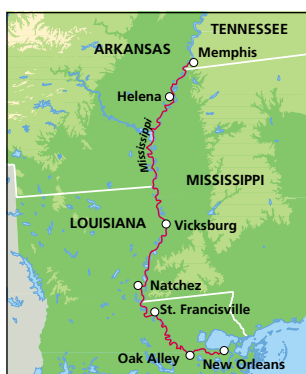 TENNESSEE
ARKANSAS
Memphis
Helena
Mississippi
MISSISSIPPI
LOUISIANA
Vicksburg
Natchez
St. Francisville
Oak Alley
New Orleans